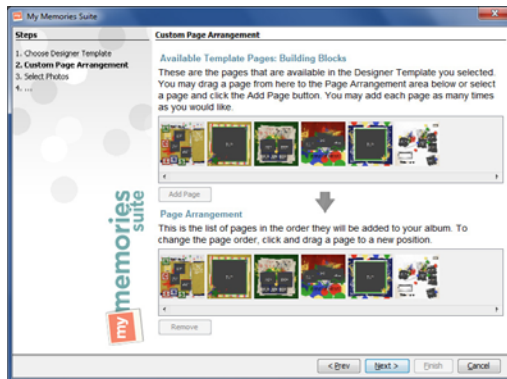 My Memories Suite
Steps
1. Choose Designer Template
2. Custom Page Arrangement
3. Select Photos
4. ...
my memories suite
Custom Page Arrangement
Available Template Pages: Building Blocks
These are the pages that are available in the Designer Template you selected.
You may drag a page from here to the Page Arrangement area below or select
a page and click the Add Page button. You may add each page as many times
as you would like.
Add Page
Page Arrangement
This is the list of pages in the order they will be added to your album. To
change the page order, click and drag a page to a new position.
Remove
< Prev
Next >
Finish
Cancel